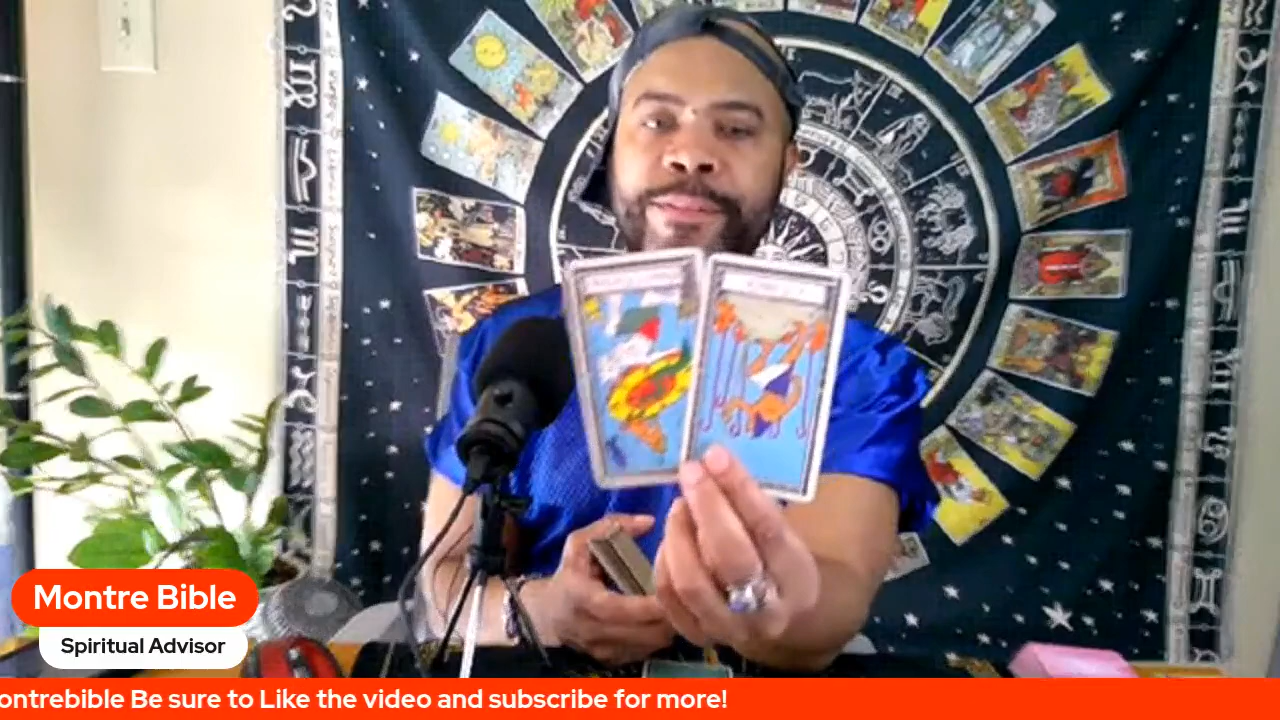 Montre Bible
Spiritual Advisor
ontrebible Be sure to Like the video and subscribe for more!